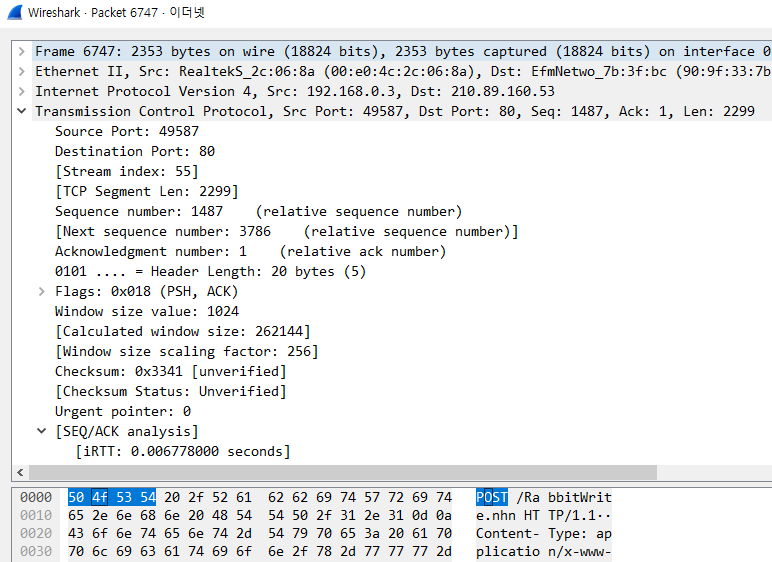 Wireshark · Packet 6747 · 이더넷
Frame 6747: 2353 bytes on wire (18824 bits), 2353 bytes captured (18824 bits) on interface 0
Ethernet II, Src: RealtekS_2c:06:8a (00:e0:4c:2c:06:8a), Dst: EfmNetwo_7b:3f:bc (90:9f:33:7b
Internet Protocol Version 4, Src: 192.168.0.3, Dst: 210.89.160.53
Transmission Control Protocol, Src Port: 49587, Dst Port: 80, Seq: 1487, Ack: 1, Len: 2299
Source Port: 49587
Destination Port: 80
[Stream index: 55]
[TCP Segment Len: 2299]
Sequence number: 1487    (relative sequence number)
[Next sequence number: 3786    (relative sequence number)]
Acknowledgment number: 1    (relative ack number)
0101 .... = Header Length: 20 bytes (5)
Flags: 0x018 (PSH, ACK)
Window size value: 1024
[Calculated window size: 262144]
[Window size scaling factor: 256]
Checksum: 0x3341 [unverified]
[Checksum Status: Unverified]
Urgent pointer: 0
[SEQ/ACK analysis]
[iRTT: 0.006778000 seconds]
0000  50 4f 53 54 20 2f 52 61  62 62 69 74 57 72 69 74  POST /Ra bbitWrit
0010  65 2e 6e 68 6e 20 48 54  54 50 2f 31 2e 31 0d 0a  e.nhn HT TP/1.1··
0020  43 6f 6e 74 65 6e 74 2d  54 79 70 65 3a 20 61 70  Content- Type: ap
0030  70 6c 69 63 61 74 69 6f  6e 2f 78 2d 77 77 77 2d  plicatio n/x-www-